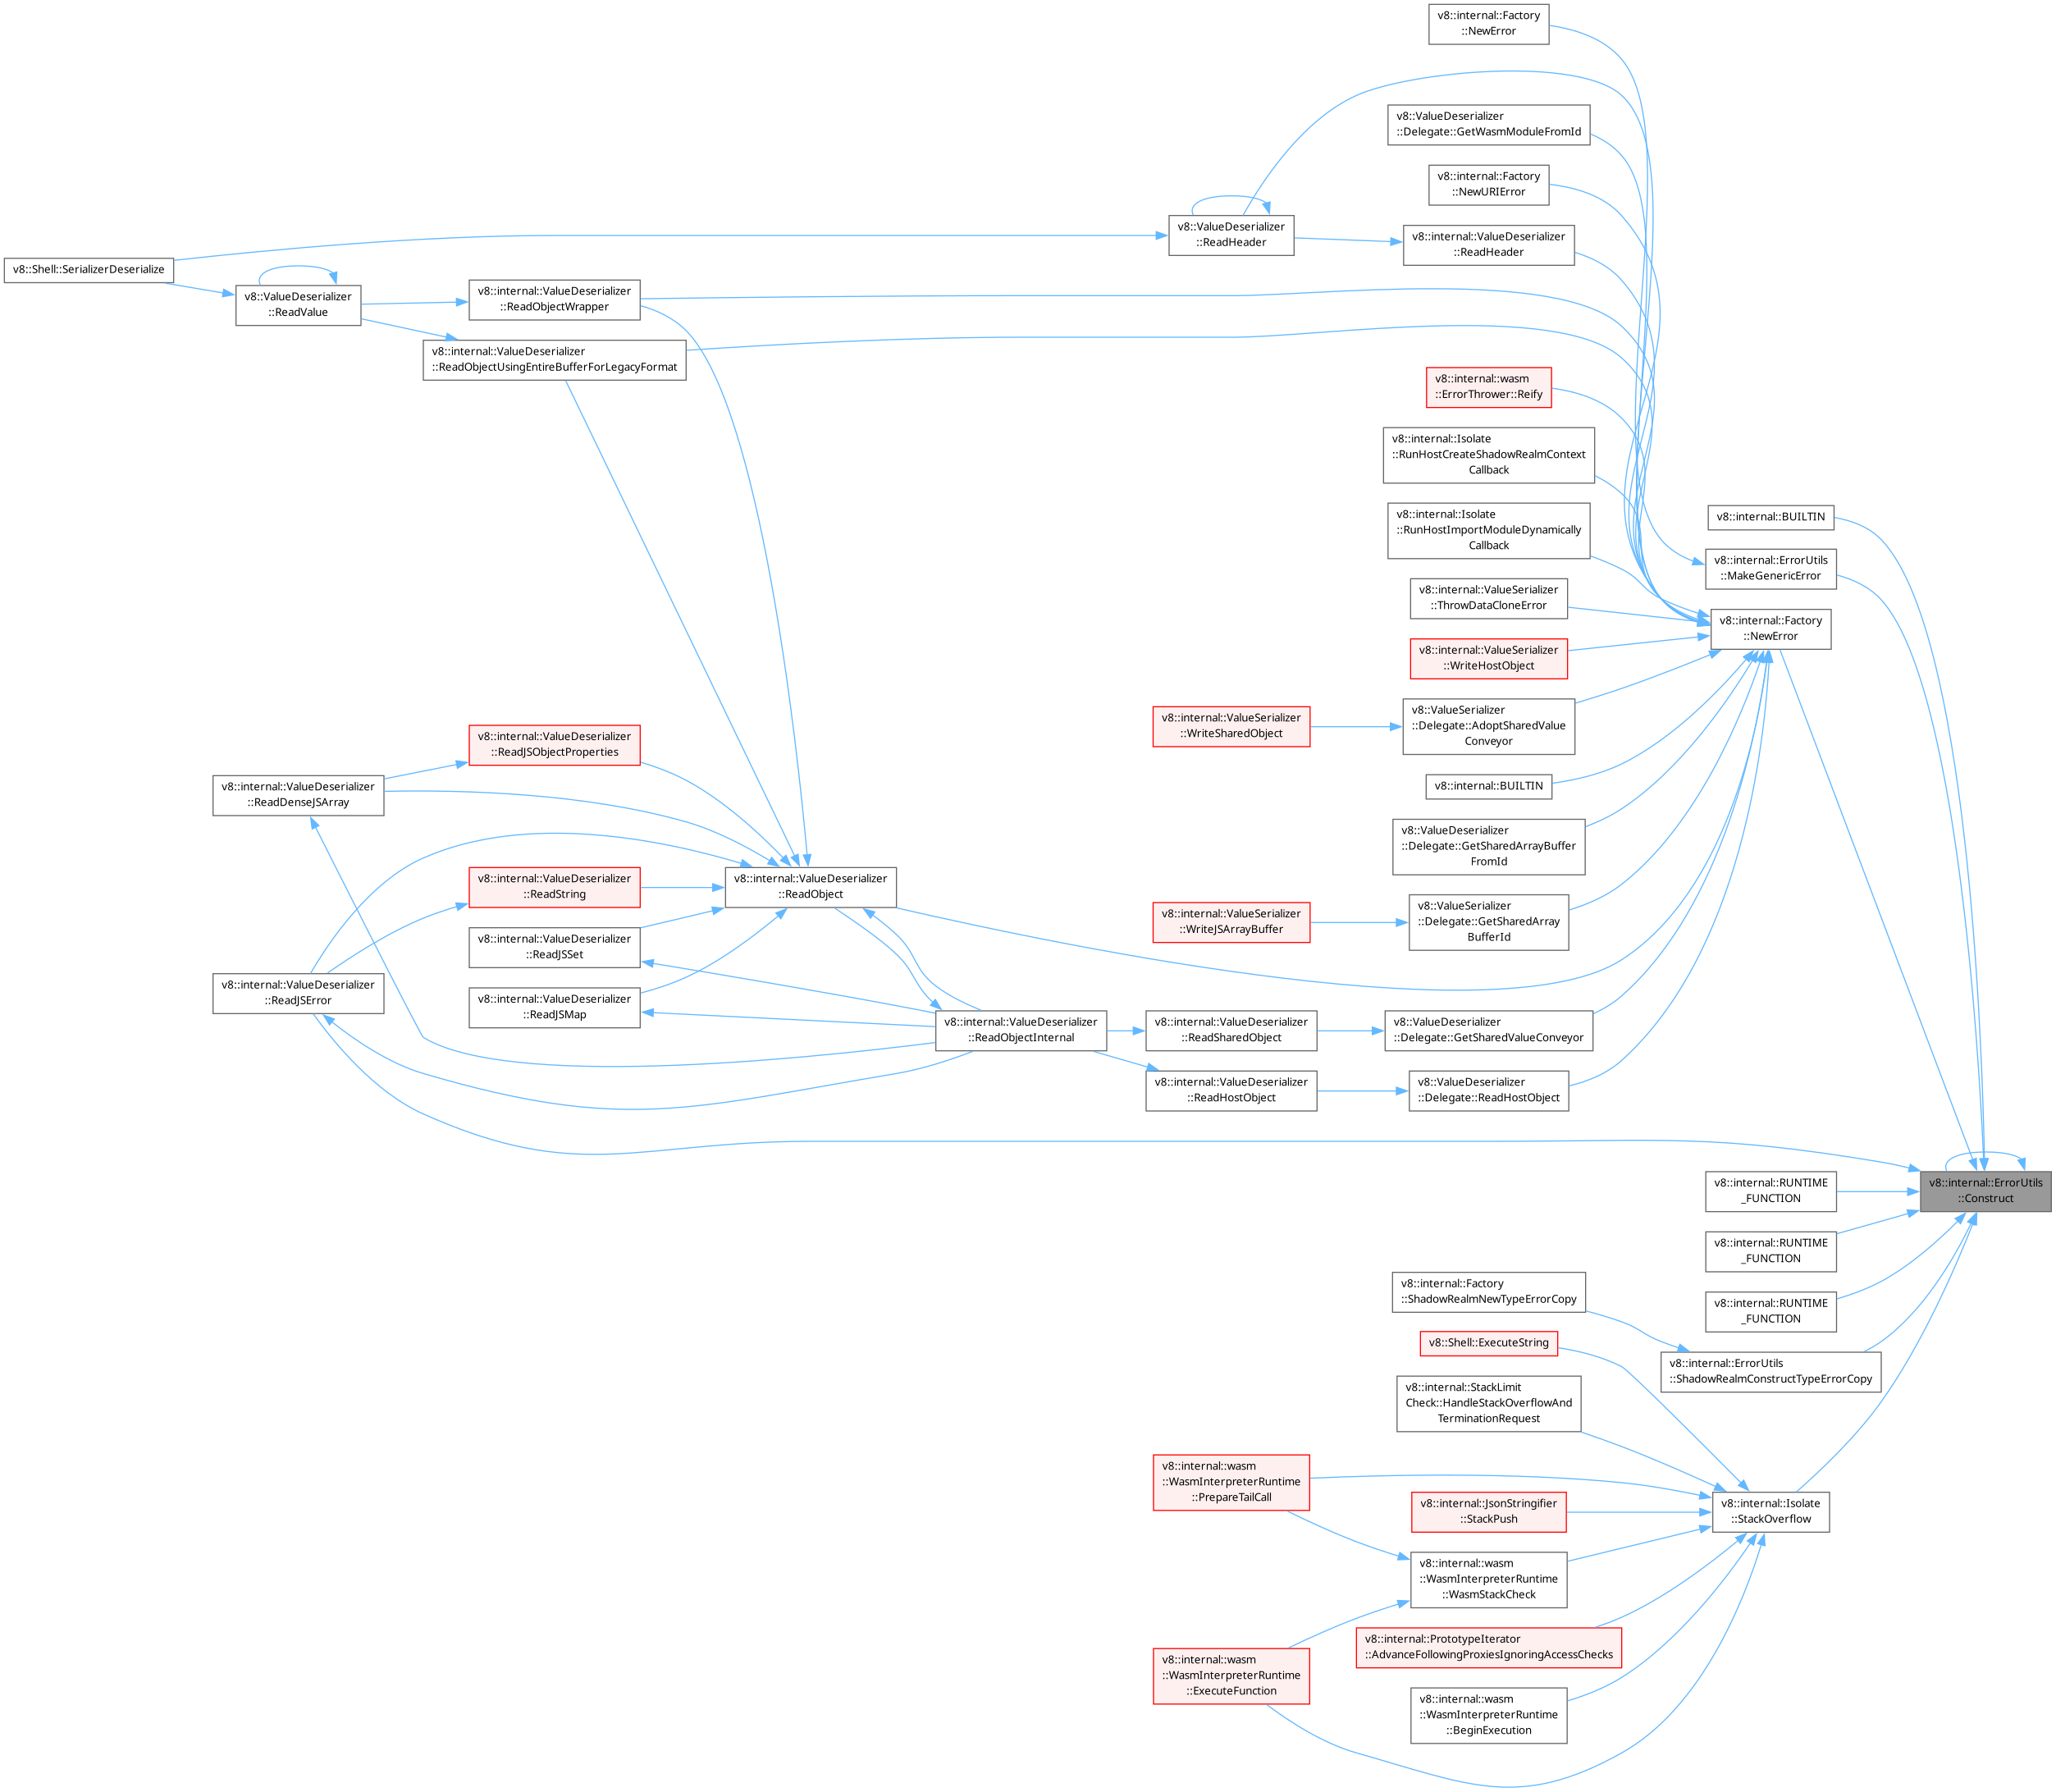 v8::internal::Factory
::NewError
v8::ValueDeserializer
::Delegate::GetWasmModuleFromId
v8::internal::Factory
::NewURIError
v8::ValueDeserializer
::ReadHeader
v8::internal::ValueDeserializer
::ReadHeader
v8::Shell::SerializerDeserialize
v8::ValueDeserializer
::ReadValue
v8::internal::ValueDeserializer
::ReadObjectWrapper
v8::internal::ValueDeserializer
::ReadObjectUsingEntireBufferForLegacyFormat
v8::internal::wasm
::ErrorThrower::Reify
v8::internal::Isolate
::RunHostCreateShadowRealmContext
Callback
v8::internal::Isolate
::RunHostImportModuleDynamically
Callback
v8::internal::BUILTIN
v8::internal::ErrorUtils
::MakeGenericError
v8::internal::ValueSerializer
::ThrowDataCloneError
v8::internal::Factory
::NewError
v8::internal::ValueSerializer
::WriteHostObject
v8::internal::ValueSerializer
::WriteSharedObject
v8::ValueSerializer
::Delegate::AdoptSharedValue
Conveyor
v8::internal::ValueDeserializer
::ReadJSObjectProperties
v8::internal::ValueDeserializer
::ReadDenseJSArray
v8::internal::BUILTIN
v8::ValueDeserializer
::Delegate::GetSharedArrayBuffer
FromId
v8::internal::ValueDeserializer
::ReadString
v8::internal::ValueDeserializer
::ReadObject
v8::internal::ValueSerializer
::WriteJSArrayBuffer
v8::ValueSerializer
::Delegate::GetSharedArray
BufferId
v8::internal::ValueDeserializer
::ReadJSSet
v8::internal::ValueDeserializer
::ReadJSError
v8::internal::ValueDeserializer
::ReadJSMap
v8::internal::ValueDeserializer
::ReadObjectInternal
v8::internal::ValueDeserializer
::ReadSharedObject
v8::ValueDeserializer
::Delegate::GetSharedValueConveyor
v8::internal::ValueDeserializer
::ReadHostObject
v8::ValueDeserializer
::Delegate::ReadHostObject
v8::internal::RUNTIME
_FUNCTION
v8::internal::ErrorUtils
::Construct
v8::internal::RUNTIME
_FUNCTION
v8::internal::RUNTIME
_FUNCTION
v8::internal::Factory
::ShadowRealmNewTypeErrorCopy
v8::Shell::ExecuteString
v8::internal::ErrorUtils
::ShadowRealmConstructTypeErrorCopy
v8::internal::StackLimit
Check::HandleStackOverflowAnd
TerminationRequest
v8::internal::wasm
::WasmInterpreterRuntime
::PrepareTailCall
v8::internal::JsonStringifier
::StackPush
v8::internal::Isolate
::StackOverflow
v8::internal::wasm
::WasmInterpreterRuntime
::WasmStackCheck
v8::internal::PrototypeIterator
::AdvanceFollowingProxiesIgnoringAccessChecks
v8::internal::wasm
::WasmInterpreterRuntime
::ExecuteFunction
v8::internal::wasm
::WasmInterpreterRuntime
::BeginExecution